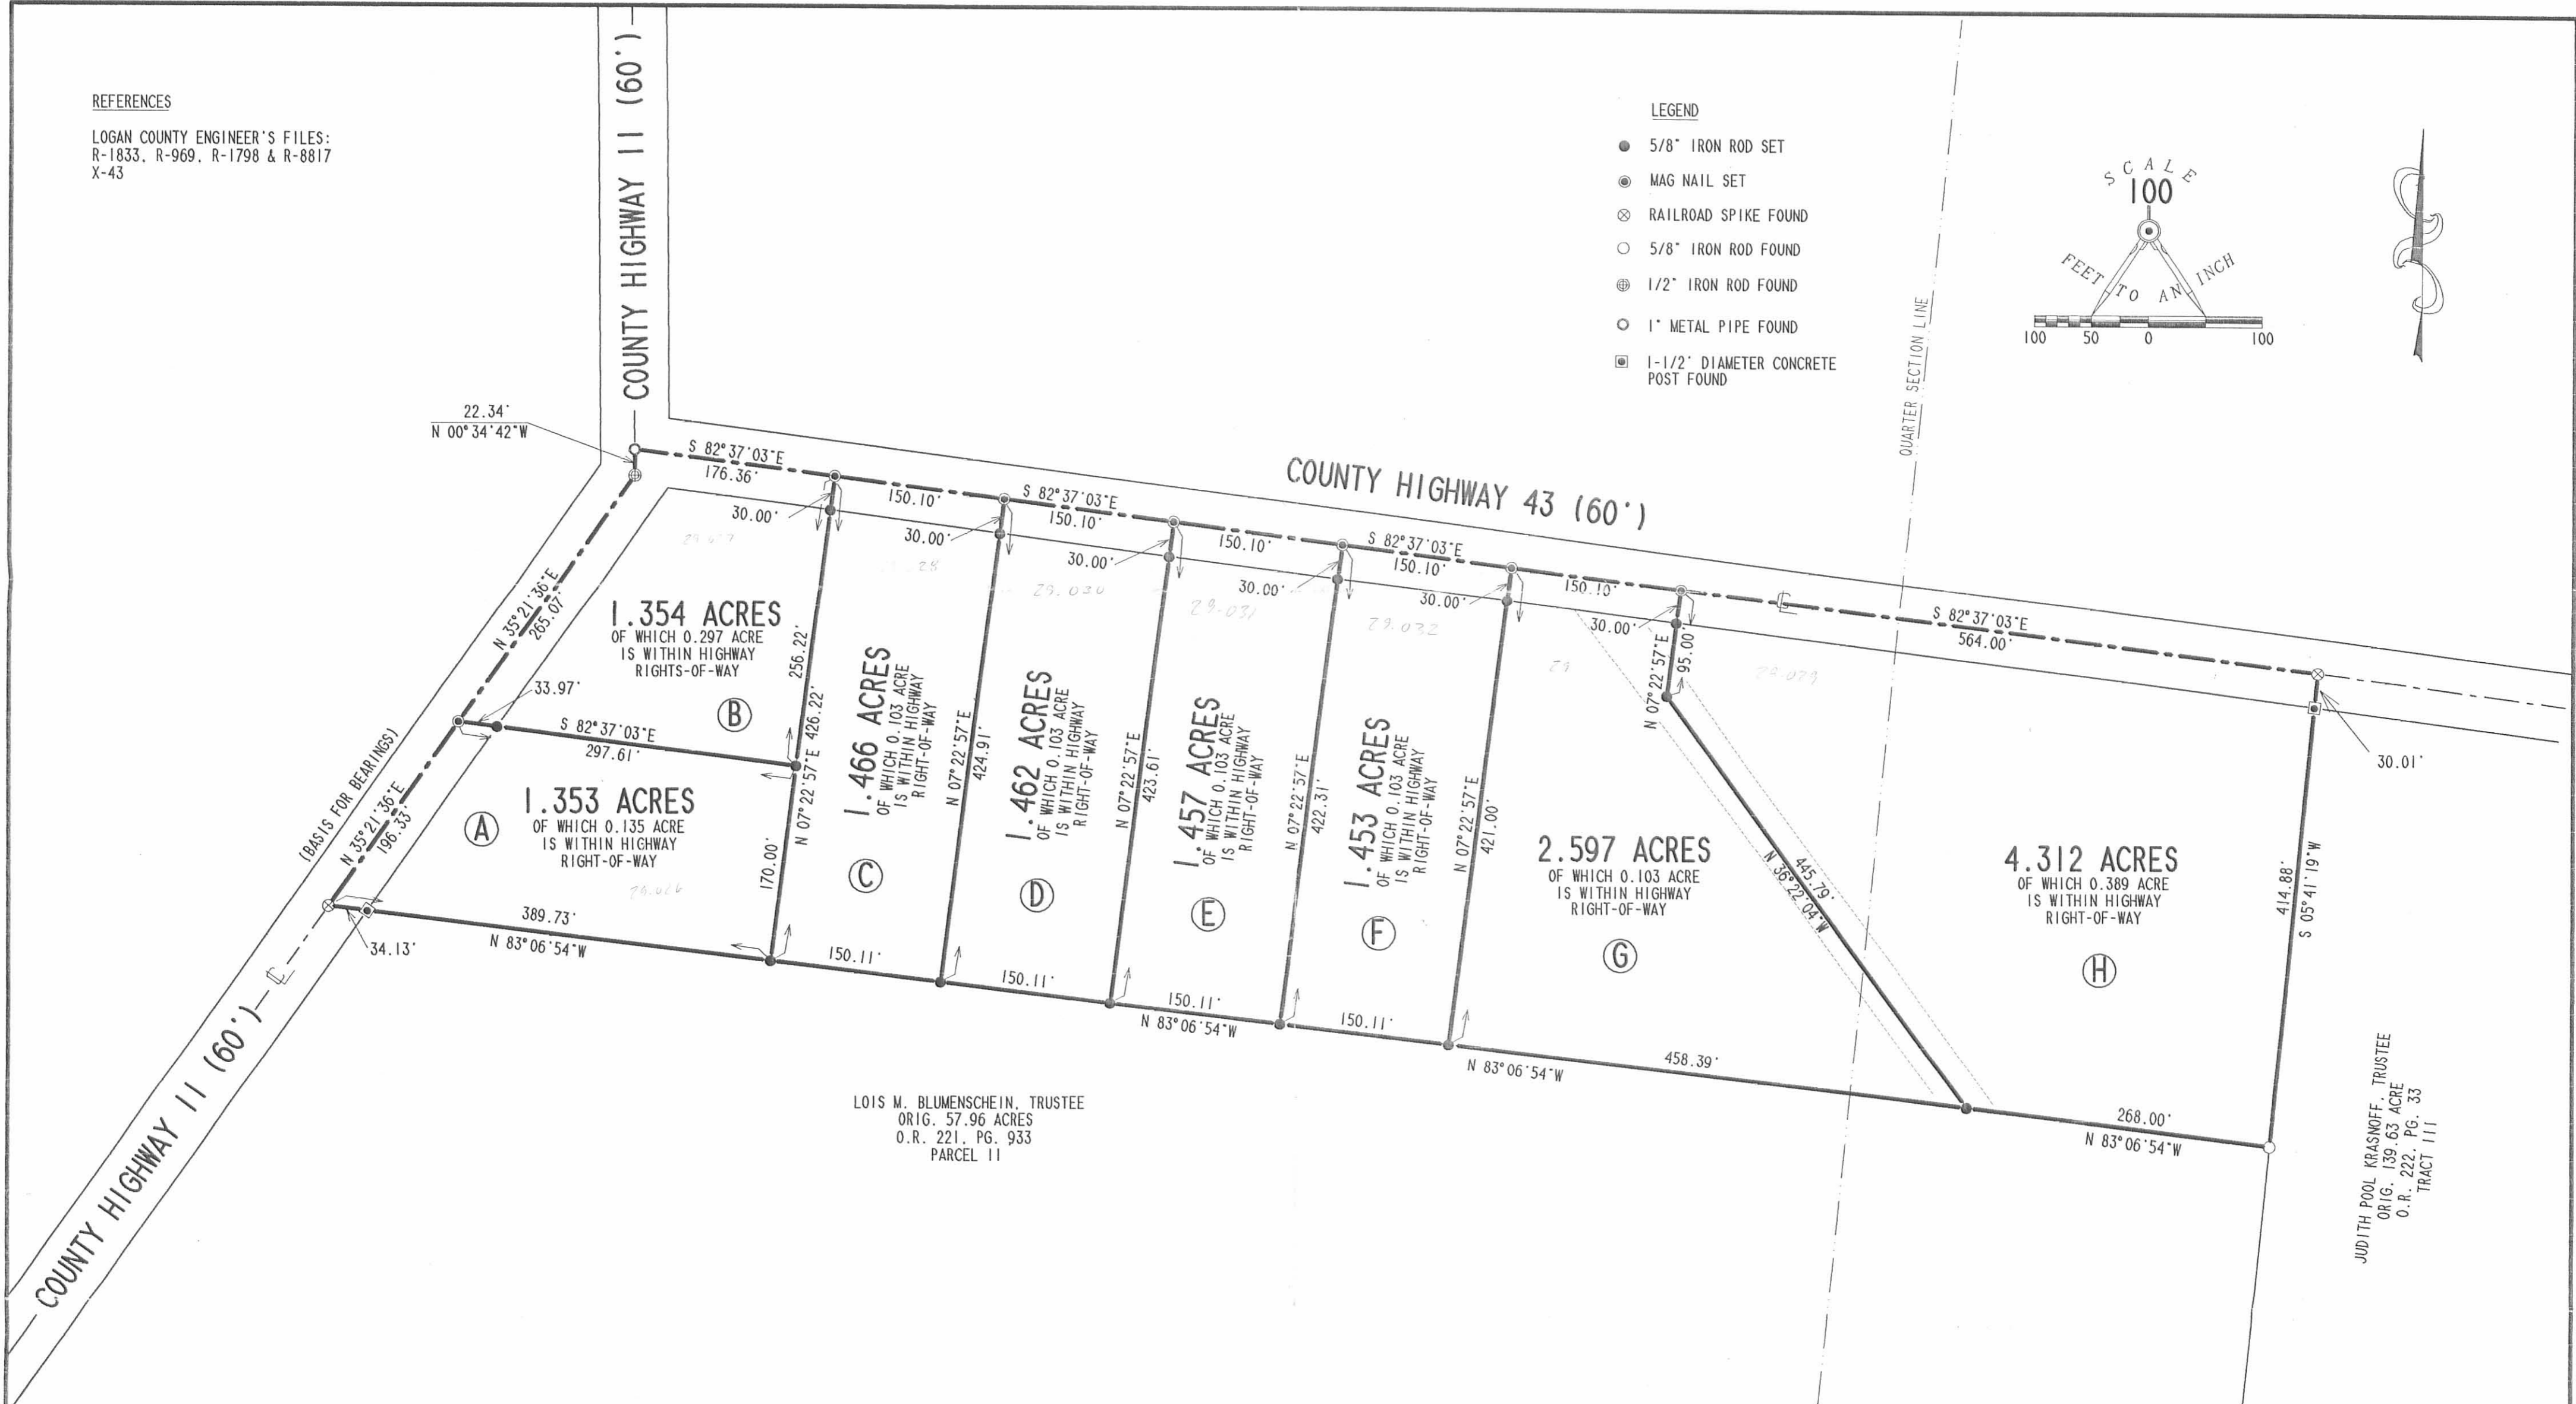 REFERENCES
LOGAN COUNTY ENGINEER'S FILES:
R-1833, R-969, R-1798 & R-8817
X-43
COUNTY HIGHWAY 11 (60')
LEGEND
5/8" IRON ROD SET
MAG NAIL SET
RAILROAD SPIKE FOUND
5/8" IRON ROD FOUND
1/2" IRON ROD FOUND
1" METAL PIPE FOUND
1-1/2' DIAMETER CONCRETE
POST FOUND
QUARTER SECTION LINE
SCALE
100
FEET TO AN INCH
100 50 0 100
22.34'
N 00°34'42"W
S 82°37'03"E
176.36'
150.10'
S 82°37'03"E
150.10'
150.10'
S 82°37'03"E
150.10'
150.10'
COUNTY HIGHWAY 43 (60')
S 82°37'03"E
564.00'
30.00'
30.00'
30.00'
30.00'
30.00'
30.00'
30.01'
29.030
29.031
29.032
29
29.029
28
N 35°21'36"E
265.07'
1.354 ACRES
OF WHICH 0.297 ACRE
IS WITHIN HIGHWAY
RIGHTS-OF-WAY
B
256.22'
33.97'
S 82°37'03"E
297.61'
(BASIS FOR BEARINGS)
N 35°21'36"E
196.33'
A
1.353 ACRES
OF WHICH 0.135 ACRE
IS WITHIN HIGHWAY
RIGHT-OF-WAY
170.00'
N 07°22'57"E 426.22'
34.13'
389.73'
N 83°06'54"W
1.466 ACRES
OF WHICH 0.103 ACRE
IS WITHIN HIGHWAY
RIGHT-OF-WAY
C
N 07°22'57"E
424.91'
150.11'
1.462 ACRES
OF WHICH 0.103 ACRE
IS WITHIN HIGHWAY
RIGHT-OF-WAY
D
N 07°22'57"E
423.61'
150.11'
1.457 ACRES
OF WHICH 0.103 ACRE
IS WITHIN HIGHWAY
RIGHT-OF-WAY
E
N 07°22'57"E
422.31'
150.11'
N 83°06'54"W
1.453 ACRES
OF WHICH 0.103 ACRE
IS WITHIN HIGHWAY
RIGHT-OF-WAY
F
N 07°22'57"E
421.00'
150.11'
N 07°22'57"E
95.00'
2.597 ACRES
OF WHICH 0.103 ACRE
IS WITHIN HIGHWAY
RIGHT-OF-WAY
G
445.79'
N 36°22'04"W
458.39'
N 83°06'54"W
4.312 ACRES
OF WHICH 0.389 ACRE
IS WITHIN HIGHWAY
RIGHT-OF-WAY
H
414.88'
S 05°41'19"W
268.00'
N 83°06'54"W
COUNTY HIGHWAY 11 (60')
LOIS M. BLUMENSCHEIN, TRUSTEE
ORIG. 57.96 ACRES
O.R. 221, PG. 933
PARCEL II
JUDITH POOL KRASNOFF, TRUSTEE
ORIG. 139.63 ACRE
O.R. 222, PG. 33
TRACT III